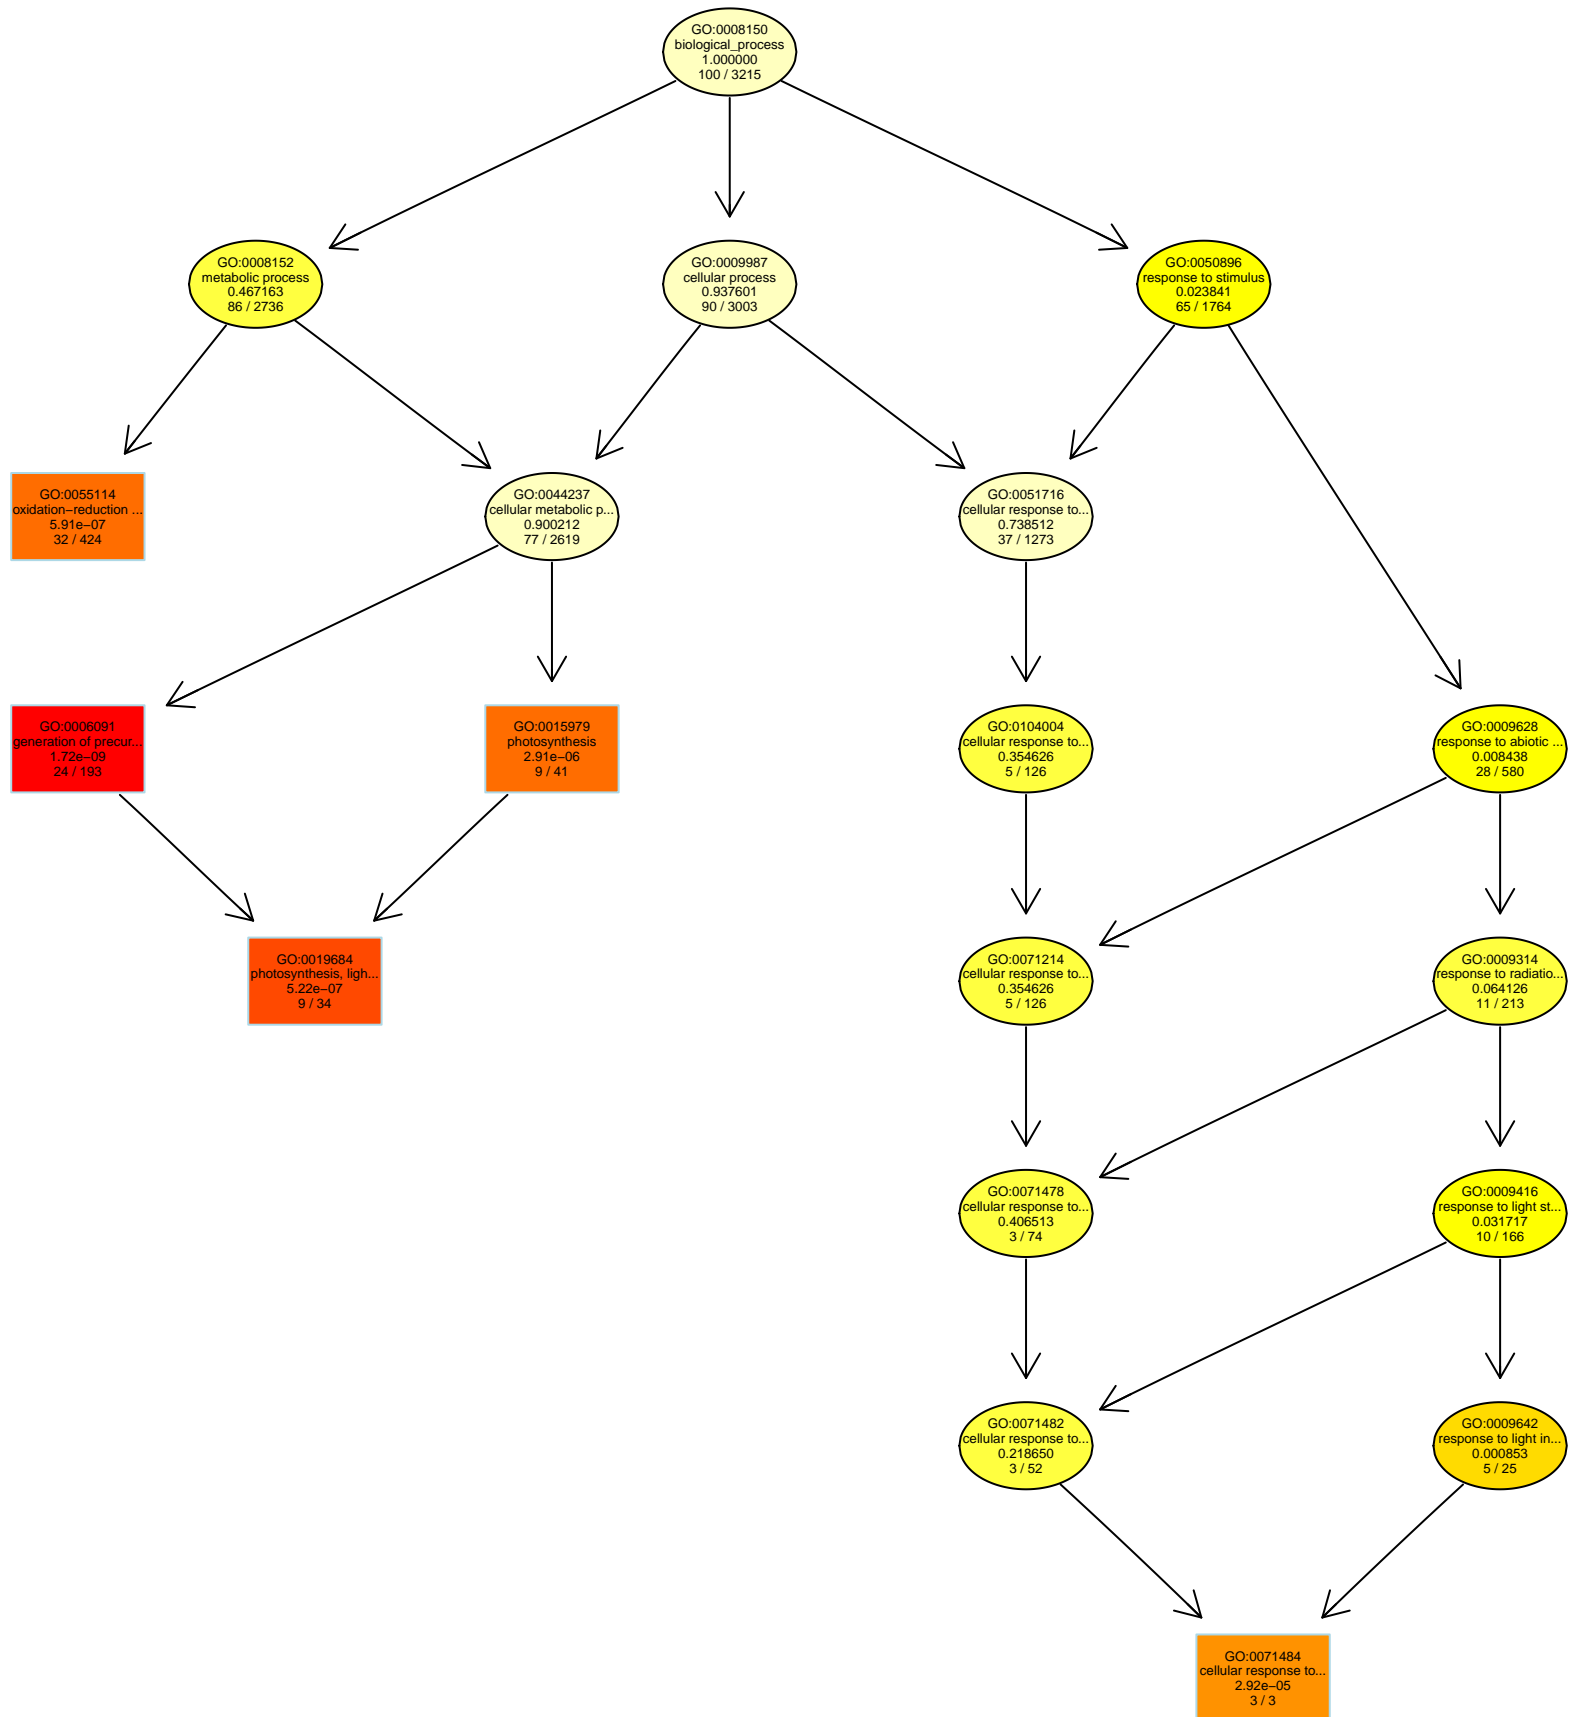 GO:0008150
biological_process
1.000000
100 / 3215
GO:0008152
metabolic process
0.467163
86 / 2736
GO:0009987
cellular process
0.937601
90 / 3003
GO:0050896
response to stimulus
0.023841
65 / 1764
GO:0055114
oxidation−reduction ...
5.91e−07
32 / 424
GO:0044237
cellular metabolic p...
0.900212
77 / 2619
GO:0051716
cellular response to...
0.738512
37 / 1273
GO:0006091
generation of precur...
1.72e−09
24 / 193
GO:0015979
photosynthesis
2.91e−06
9 / 41
GO:0104004
cellular response to...
0.354626
5 / 126
GO:0009628
response to abiotic ...
0.008438
28 / 580
GO:0019684
photosynthesis, ligh...
5.22e−07
9 / 34
GO:0071214
cellular response to...
0.354626
5 / 126
GO:0009314
response to radiatio...
0.064126
11 / 213
GO:0071478
cellular response to...
0.406513
3 / 74
GO:0009416
response to light st...
0.031717
10 / 166
GO:0071482
cellular response to...
0.218650
3 / 52
GO:0009642
response to light in...
0.000853
5 / 25
GO:0071484
cellular response to...
2.92e−05
3 / 3